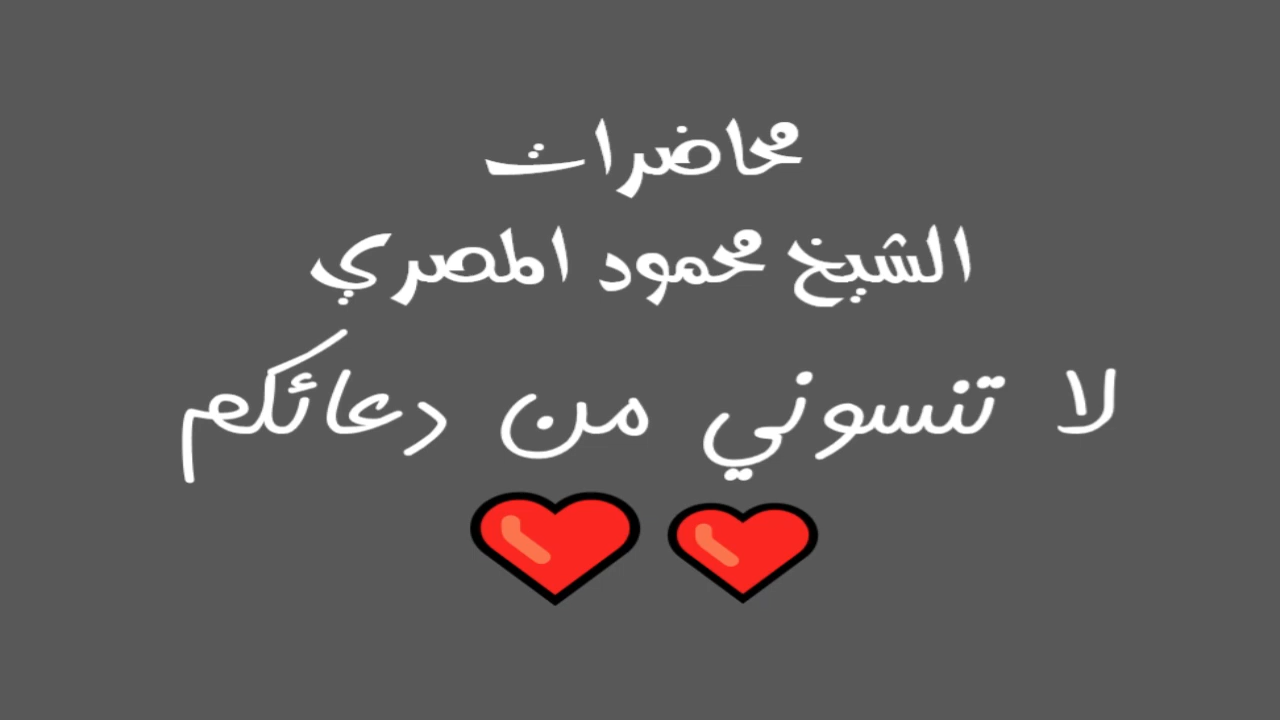 محاضرات
الشيخ محمود المصري
لا تنسوني من دعائكم